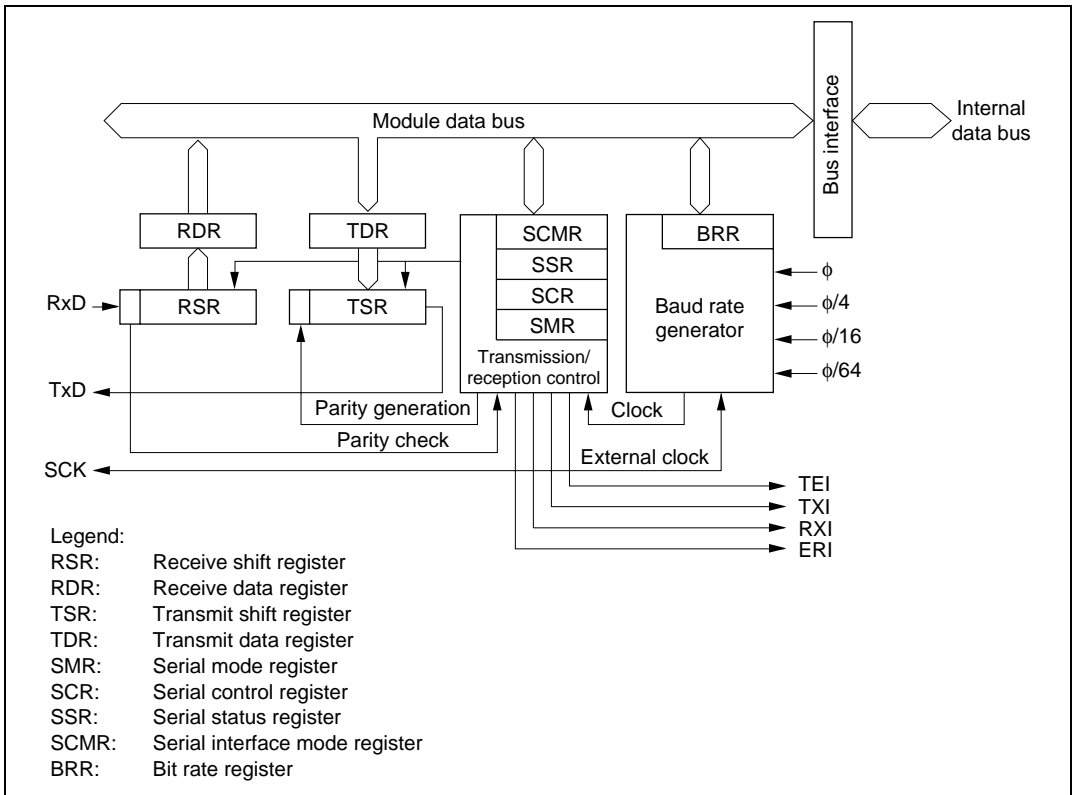 Module data bus
Bus interface
Internal
data bus
RDR
TDR
SCMR
SSR
SCR
SMR
Transmission/
reception control
BRR
Baud rate
generator
ϕ
ϕ/4
ϕ/16
ϕ/64
RxD
RSR
TSR
TxD
Parity generation
Clock
Parity check
External clock
SCK
TEI
TXI
RXI
ERI
Legend:
RSR: Receive shift register
RDR: Receive data register
TSR: Transmit shift register
TDR: Transmit data register
SMR: Serial mode register
SCR: Serial control register
SSR: Serial status register
SCMR: Serial interface mode register
BRR: Bit rate register